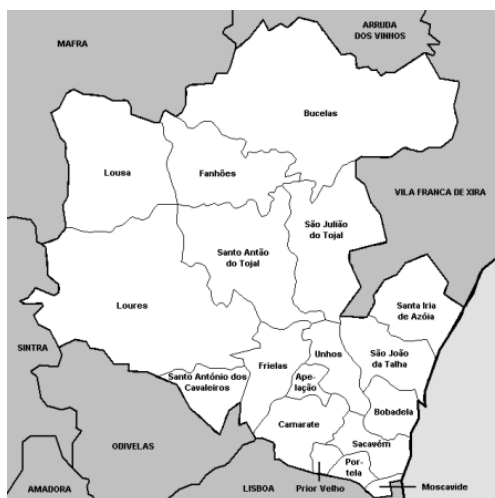 ARRUDA
DOS VINHOS
MAFRA
Bucelas
Lousa
Fanhões
VILA FRANCA DE XIRA
São Julião
do Tojal
Santo Antão
do Tojal
Loures
Santa Iria
de Azóia
SINTRA
Frielas
Unhos
São João
da Talha
Santo António dos
Cavaleiros
Ape-
lação
Bobadela
Camarate
Sacavém
ODIVELAS
Por-
tela
AMADORA
LISBOA
Prior Velho
Moscavide